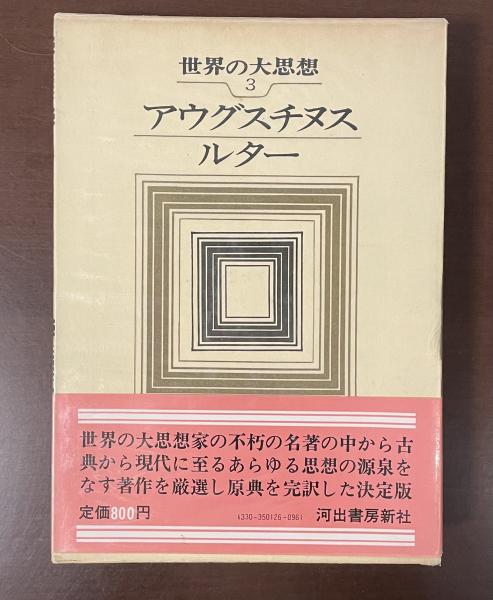 世界の大思想
3
アウグスチヌス
ルター
世界の大思想家の不朽の名著の中から古
典から現代に至るあらゆる思想の源泉を
なす著作を厳選し原典を完訳した決定版
定価800円 1330-350126-0961 河出書房新社